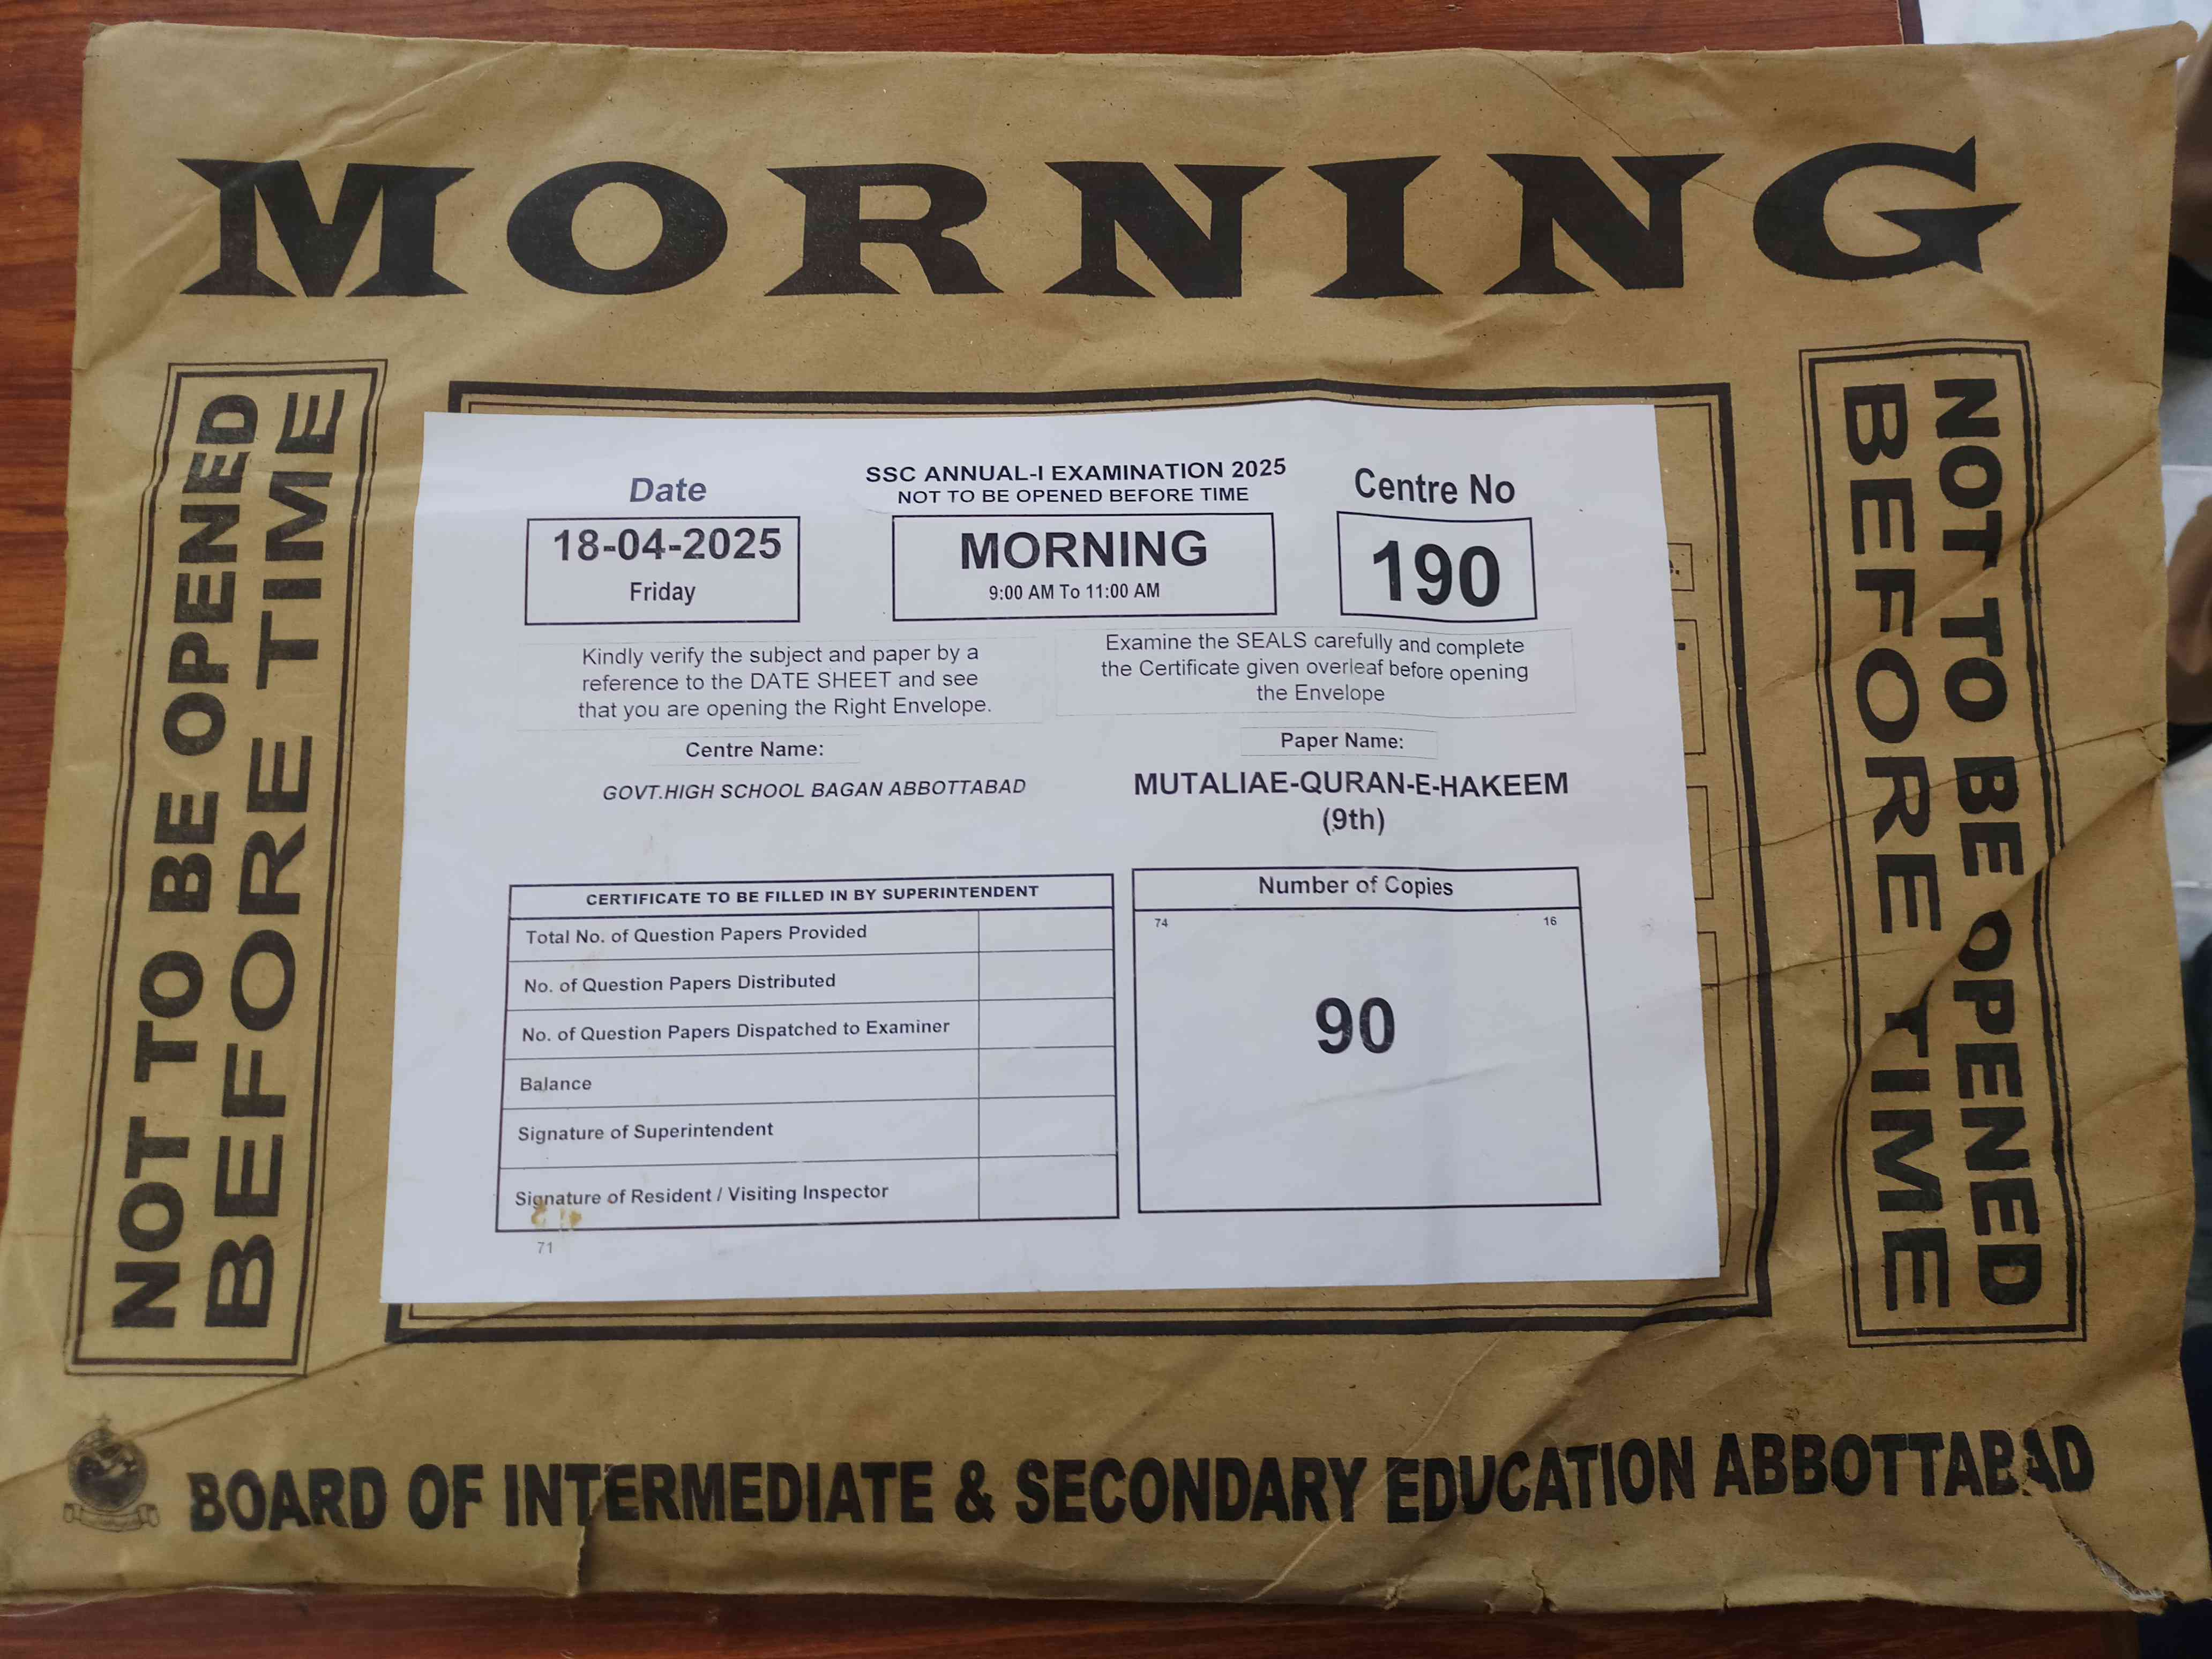 MORNING
NOT TO BE OPENED
BEFORE TIME
Date
18-04-2025
Friday
SSC ANNUAL-I EXAMINATION 2025
NOT TO BE OPENED BEFORE TIME
MORNING
9:00 AM To 11:00 AM
Centre No
190
Kindly verify the subject and paper by a
reference to the DATE SHEET and see
that you are opening the Right Envelope.
Examine the SEALS carefully and complete
the Certificate given overleaf before opening
the Envelope
Centre Name:
GOVT.HIGH SCHOOL BAGAN ABBOTTABAD
Paper Name:
MUTALIAE-QURAN-E-HAKEEM
(9th)
CERTIFICATE TO BE FILLED IN BY SUPERINTENDENT
Total No. of Question Papers Provided
No. of Question Papers Distributed
No. of Question Papers Dispatched to Examiner
Balance
Signature of Superintendent
Signature of Resident / Visiting Inspector
71
Number of Copies
74 16
90
NOT TO BE OPENED
BEFORE TIME
BOARD OF INTERMEDIATE & SECONDARY EDUCATION ABBOTTABAD